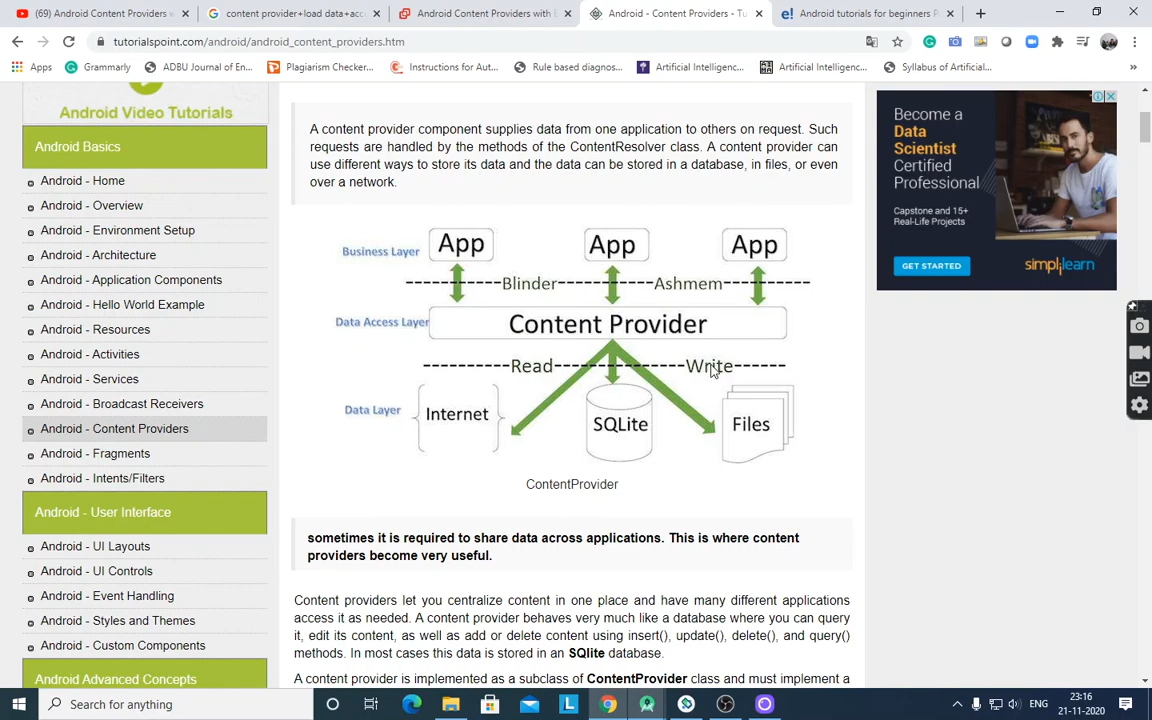 (69) Android Content Providers w
content provider+load data+acc
Android Content Providers with E
Android - Content Providers - Tu
Android tutorials for beginners P
tutorialspoint.com/android/android_content_providers.htm
Apps
Grammarly
ADBU Journal of En...
Plagiarism Checker...
Instructions for Aut...
Rule based diagnos...
Artificial Intelligenc...
Artificial Intelligenc...
Syllabus of Artificial...
Android Video Tutorials
Android Basics
Android - Home
Android - Overview
Android - Environment Setup
Android - Architecture
Android - Application Components
Android - Hello World Example
Android - Resources
Android - Activities
Android - Services
Android - Broadcast Receivers
Android - Content Providers
Android - Fragments
Android - Intents/Filters
Android - User Interface
Android - UI Layouts
Android - UI Controls
Android - Event Handling
Android - Styles and Themes
Android - Custom Components
Android Advanced Concepts
A content provider component supplies data from one application to others on request. Such
requests are handled by the methods of the ContentResolver class. A content provider can
use different ways to store its data and the data can be stored in a database, in files, or even
over a network.
Business Layer App App App
Blinder Ashmem
Data Access Layer Content Provider
Read Write
Data Layer Internet SQLite Files
ContentProvider
sometimes it is required to share data across applications. This is where content
providers become very useful.
Content providers let you centralize content in one place and have many different applications
access it as needed. A content provider behaves very much like a database where you can query
it, edit its content, as well as add or delete content using insert(), update(), delete(), and query()
methods. In most cases this data is stored in an SQlite database.
A content provider is implemented as a subclass of ContentProvider class and must implement a
Become a
Data
Scientist
Certified
Professional
Capstone and 15+
Real-Life Projects
GET STARTED
simplilearn
Search for anything
ENG
23:16
21-11-2020